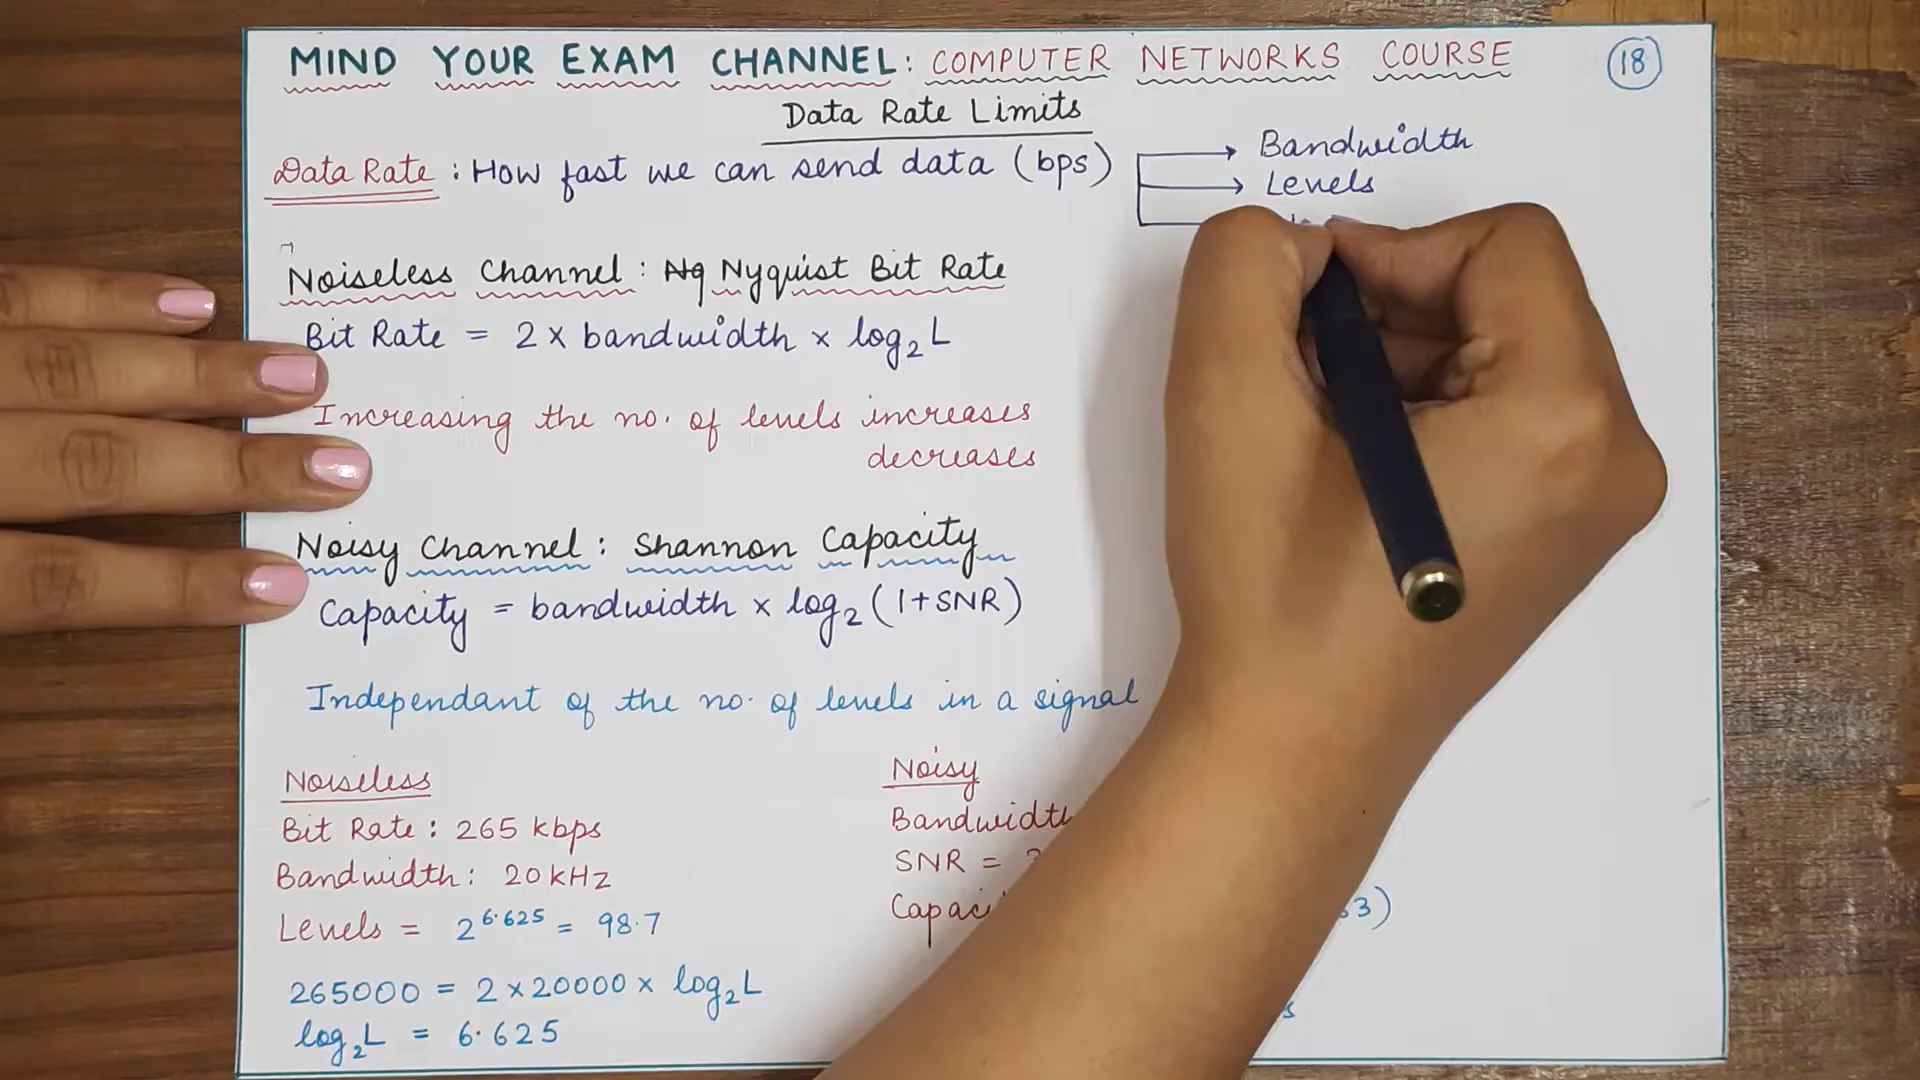 MIND YOUR EXAM CHANNEL: COMPUTER NETWORKS COURSE
18
Data Rate Limits
Data Rate : How fast we can send data (bps)
Bandwidth
Levels
Noiseless Channel : Nq Nyquist Bit Rate
Bit Rate = 2 x bandwidth x log₂L
Increasing the no. of levels increases
decreases
Noisy Channel : Shannon Capacity
Capacity = bandwidth x log₂(1+SNR)
Independant of the no. of levels in a signal
Noiseless
Bit Rate : 265 kbps
Bandwidth : 20 kHz
Levels = 2^6.625 = 98.7
265000 = 2 x 20000 x log₂L
log₂L = 6.625
Noisy
Bandwidth
SNR =
3)